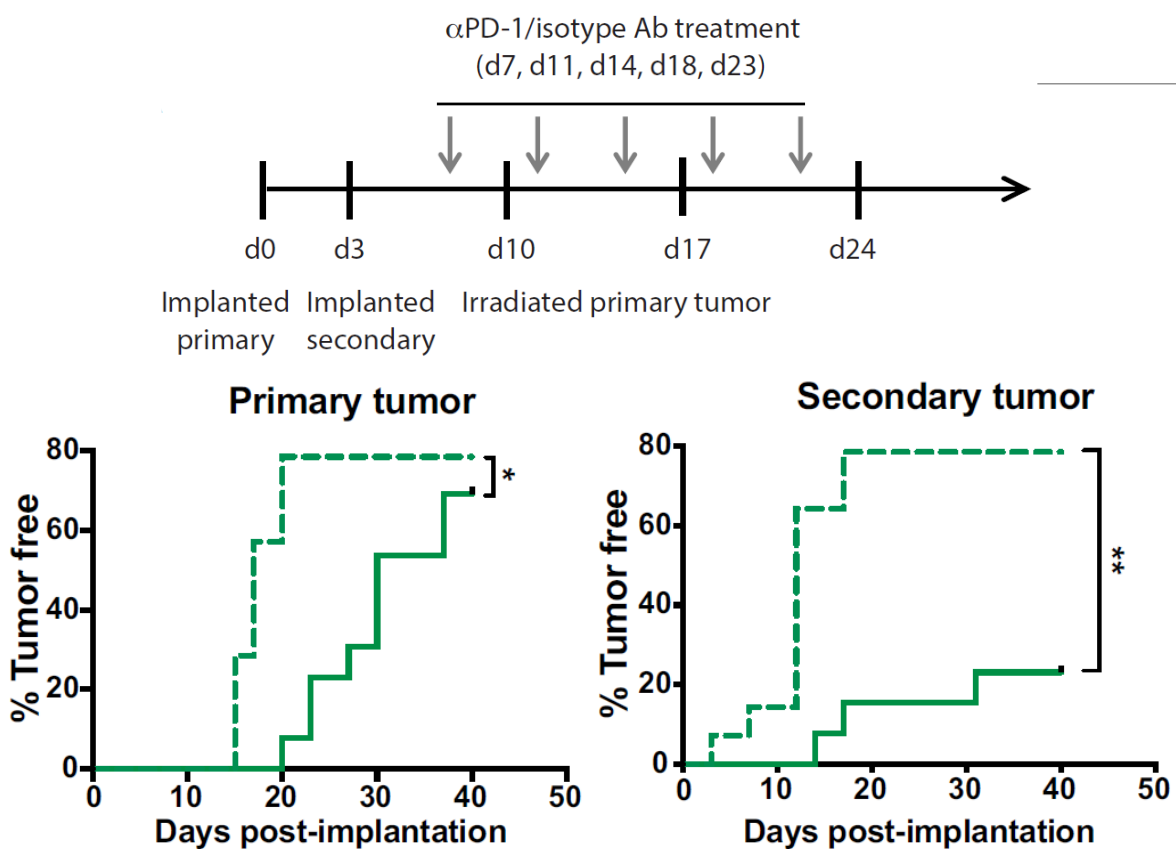 αPD-1/isotype Ab treatment
(d7, d11, d14, d18, d23)
d0 d3 d10 d17 d24
Implanted primary
Implanted secondary
Irradiated primary tumor
Primary tumor
% Tumor free
80
60
40
20
0
0 10 20 30 40 50
Days post-implantation
*
Secondary tumor
% Tumor free
80
60
40
20
0
0 10 20 30 40 50
Days post-implantation
**